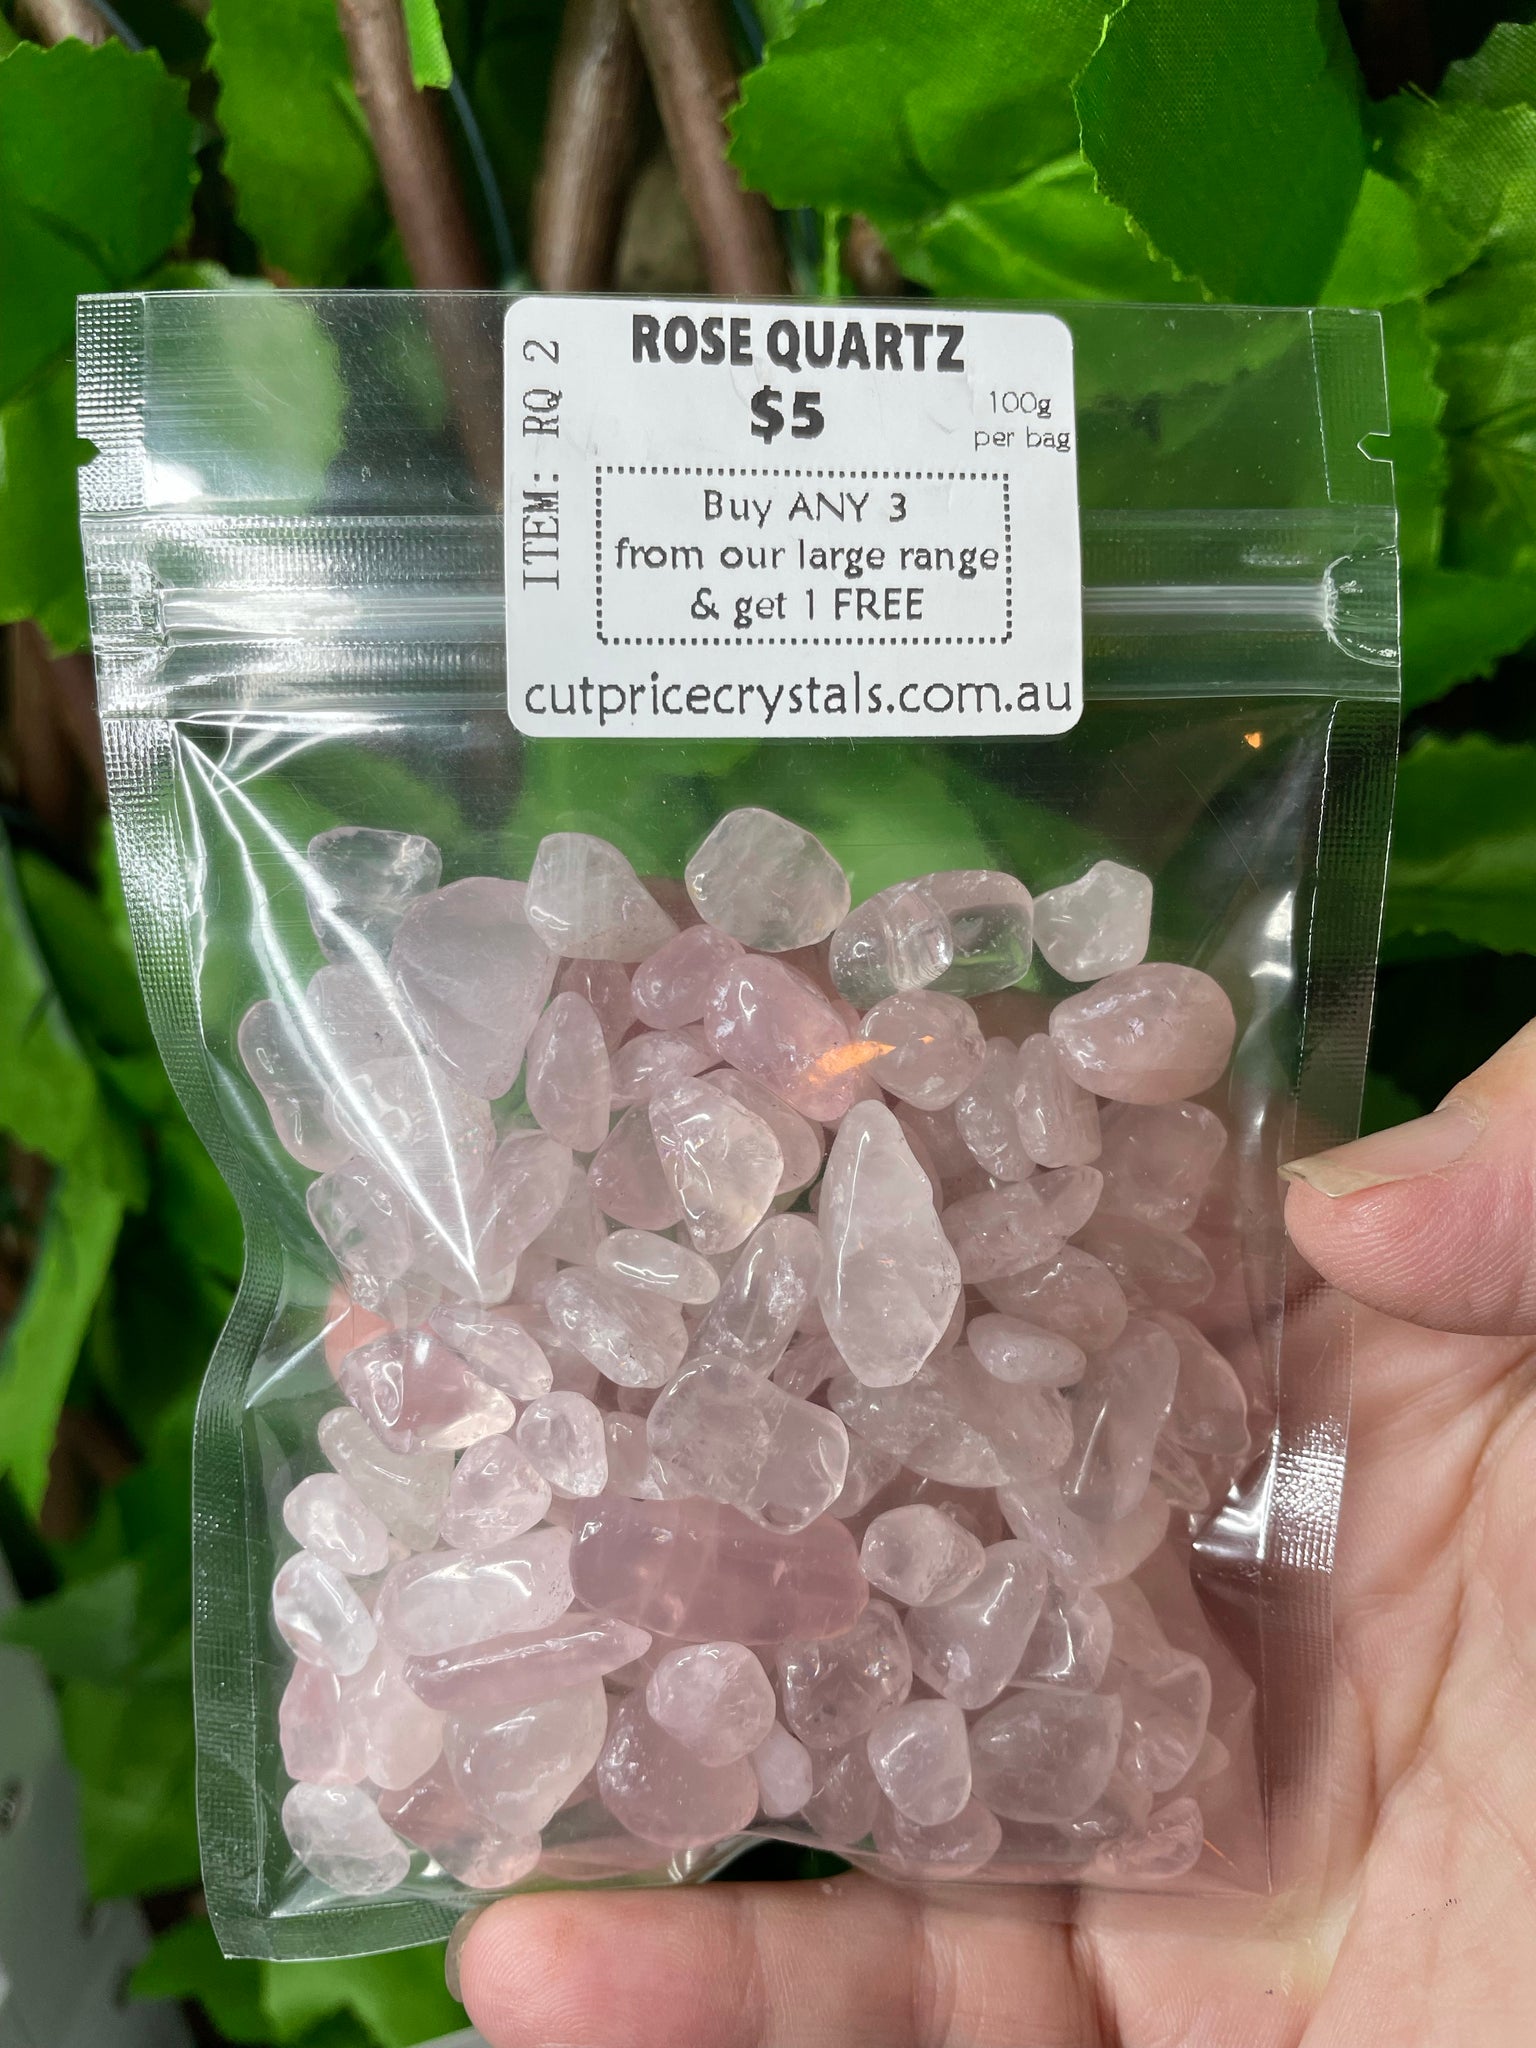 ROSE QUARTZ
$5
100g
per bag
ITEM: RQ 2
Buy ANY 3
from our large range
& get 1 FREE
cutpricecrystals.com.au